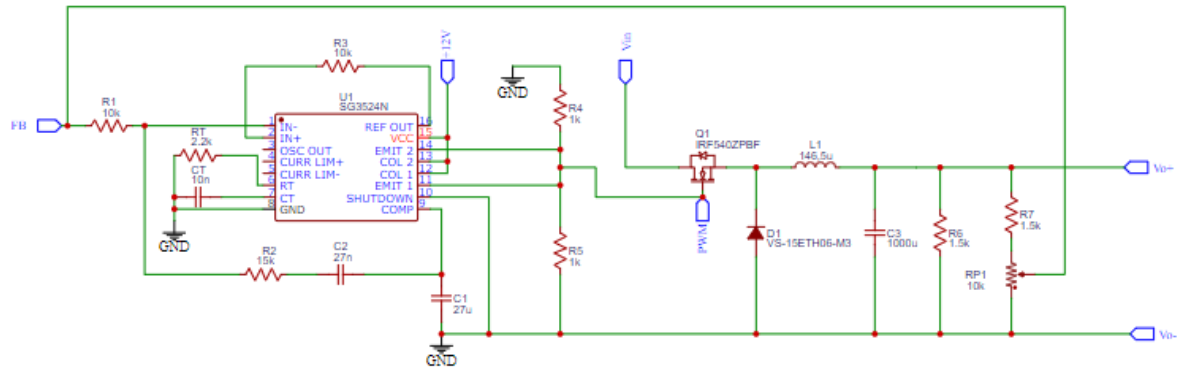 FB
R1
10k
R3
10k
+12V
U1
SG3524N
1
IN-
2
IN+
3
OSC OUT
4
CURR LIM+
5
CURR LIM-
6
RT
7
CT
8
GND
16
REF OUT
15
VCC
14
EMIT 2
13
COL 2
12
COL 1
11
EMIT 1
10
SHUTDOWN
9
COMP
RT
2.2k
CT
10n
GND
R2
15k
C2
27n
C1
27u
GND
GND
R4
1k
R5
1k
Vin
Q1
IRF540ZPBF
PWM
D1
VS-15ETH06-M3
L1
146,5u
C3
1000u
R6
1.5k
R7
1.5k
RP1
10k
Vo+
Vo-